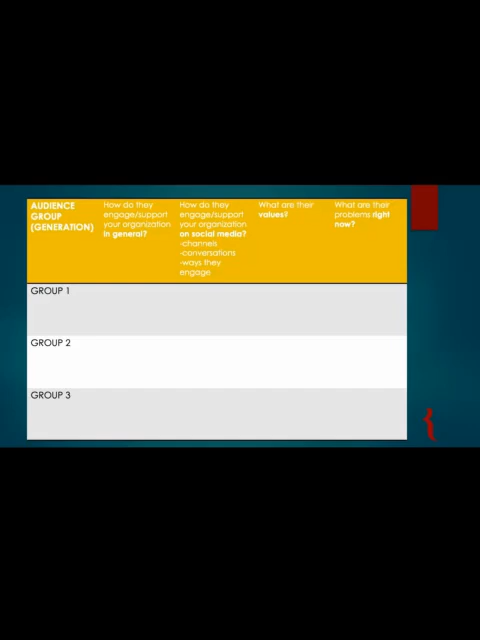 AUDIENCE
GROUP
(GENERATION)
How do they
engage/support
your organization
in general?
How do they
engage/support
your organization
on social media?
-channels
-conversations
-ways they
engage
What are their
values?
What are their
problems right
now?
GROUP 1
GROUP 2
GROUP 3